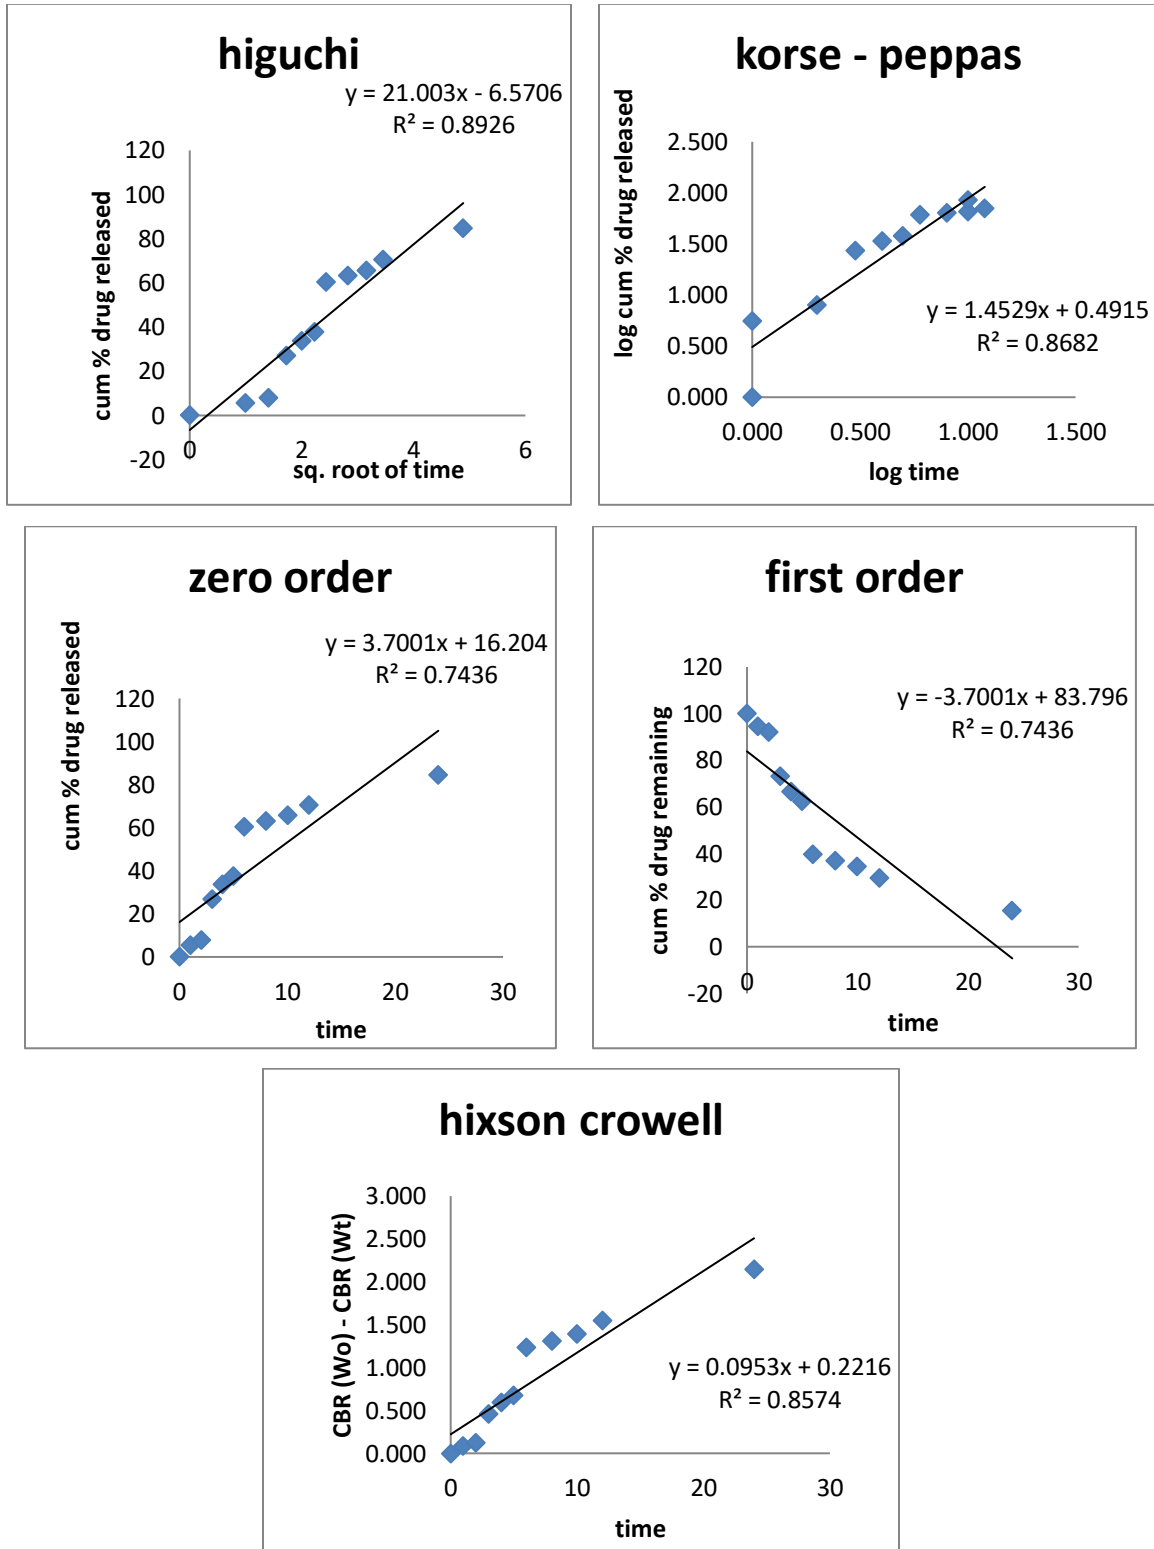 higuchi
y = 21.003x - 6.5706
R² = 0.8926
cum % drug released
120
100
80
60
40
20
0
-20
0
2
4
6
sq. root of time
korse - peppas
log cum % drug released
2.500
2.000
1.500
1.000
0.500
0.000
y = 1.4529x + 0.4915
R² = 0.8682
0.000
0.500
1.000
1.500
log time
zero order
y = 3.7001x + 16.204
R² = 0.7436
cum % drug released
120
100
80
60
40
20
0
0
10
20
30
time
first order
y = -3.7001x + 83.796
R² = 0.7436
cum % drug remaining
120
100
80
60
40
20
0
-20
0
10
20
30
time
hixson crowell
CBR (Wo) - CBR (Wt)
3.000
2.500
2.000
1.500
1.000
0.500
0.000
y = 0.0953x + 0.2216
R² = 0.8574
0
10
20
30
time